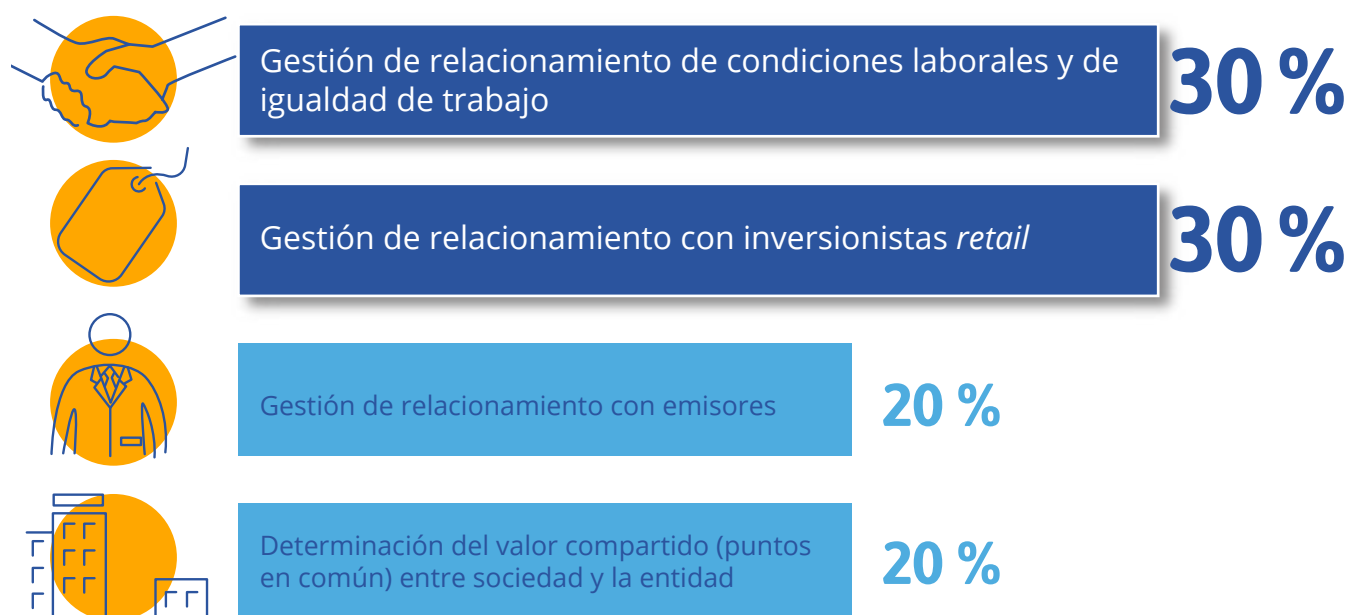 Gestión de relacionamiento de condiciones laborales y de
igualdad de trabajo
30 %
Gestión de relacionamiento con inversionistas retail
30 %
Gestión de relacionamiento con emisores
20 %
Determinación del valor compartido (puntos
en común) entre sociedad y la entidad
20 %